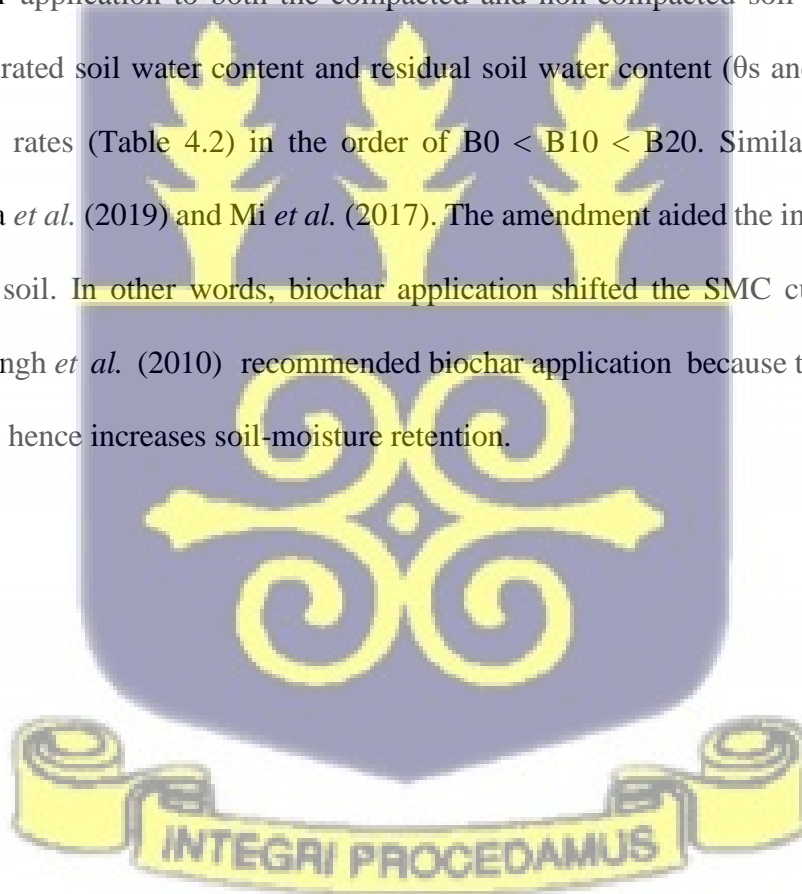 application to both the compacted and non compacted soil
rated soil water content and residual soil water content (θs and
rates (Table 4.2) in the order of B0 < B10 < B20. Simila
a et al. (2019) and Mi et al. (2017). The amendment aided the in
soil. In other words, biochar application shifted the SMC cu
ngh et al. (2010) recommended biochar application because t
hence increases soil-moisture retention.
INTEGRI PROCEDAMUS